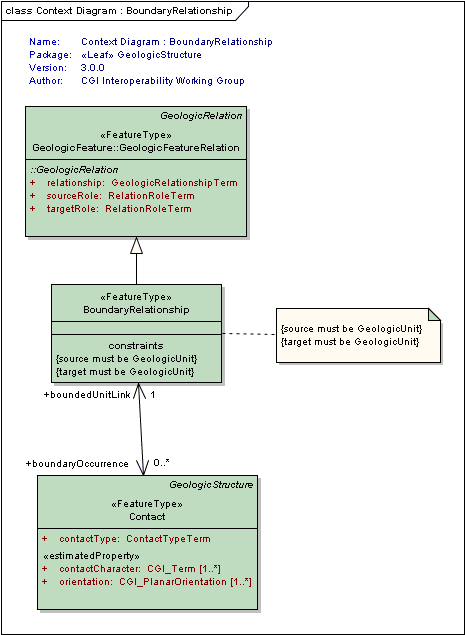 class Context Diagram : BoundaryRelationship
Name: Context Diagram : BoundaryRelationship
Package: «Leaf» GeologicStructure
Version: 3.0.0
Author: CGI Interoperability Working Group
GeologicRelation
«FeatureType»
GeologicFeature::GeologicFeatureRelation
::GeologicRelation
+ relationship: GeologicRelationshipTerm
+ sourceRole: RelationRoleTerm
+ targetRole: RelationRoleTerm
«FeatureType»
BoundaryRelationship
constraints
{source must be GeologicUnit}
{target must be GeologicUnit}
{source must be GeologicUnit}
{target must be GeologicUnit}
+boundedUnitLink 1
+boundaryOccurrence 0..*
GeologicStructure
«FeatureType»
Contact
+ contactType: ContactTypeTerm
«estimatedProperty»
+ contactCharacter: CGI_Term [1..*]
+ orientation: CGI_PlanarOrientation [1..*]